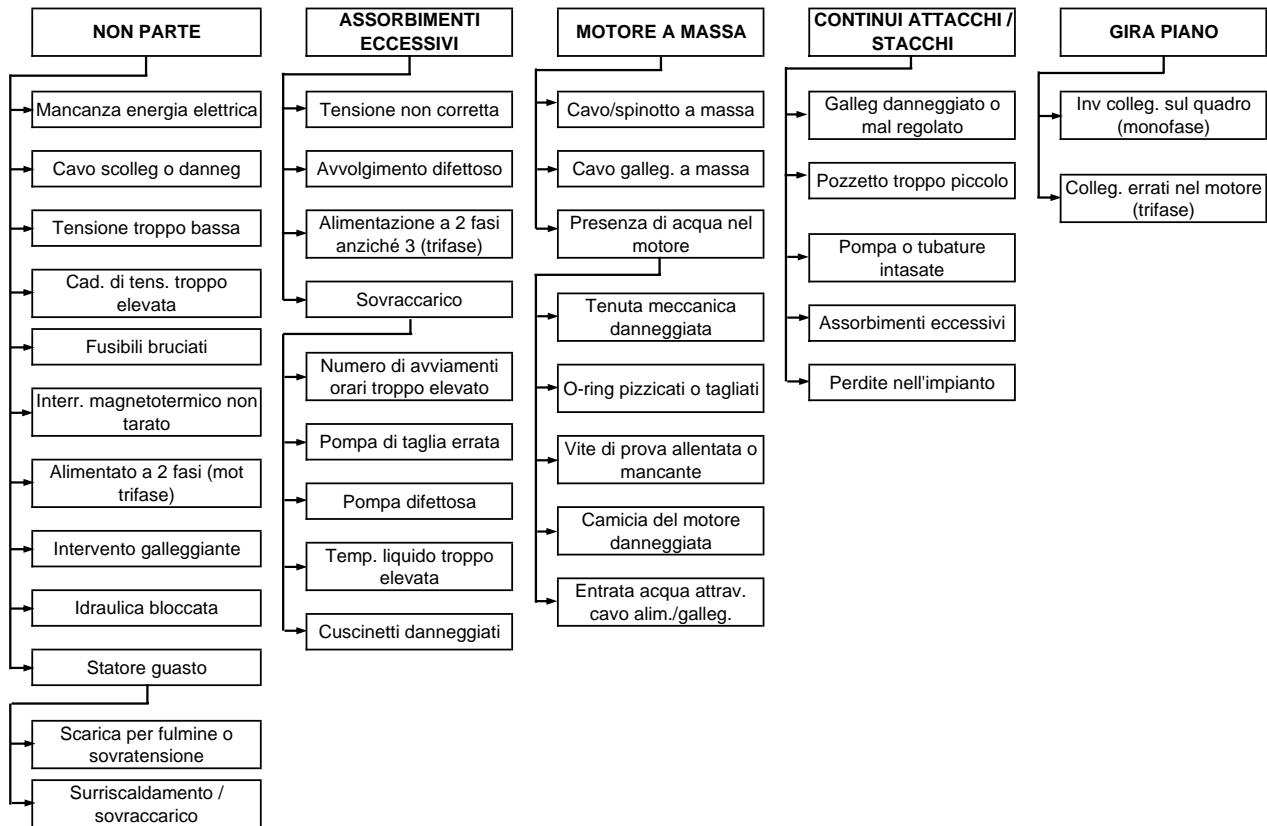 NON PARTE
Mancanza energia elettrica
Cavo scolleg o danneg
Tensione troppo bassa
Cad. di tens. troppo
elevata
Fusibili bruciati
Interr. magnetotermico non
tarato
Alimentato a 2 fasi (mot
trifase)
Intervento galleggiante
Idraulica bloccata
Statore guasto
Scarica per fulmine o
sovratensione
Surriscaldamento /
sovraccarico
ASSORBIMENTI
ECCESSIVI
Tensione non corretta
Avvolgimento difettoso
Alimentazione a 2 fasi
anziché 3 (trifase)
Sovraccarico
Numero di avviamenti
orari troppo elevato
Pompa di taglia errata
Pompa difettosa
Temp. liquido troppo
elevata
Cuscinetti danneggiati
MOTORE A MASSA
Cavo/spinotto a massa
Cavo galleg. a massa
Presenza di acqua nel
motore
Tenuta meccanica
danneggiata
O-ring pizzicati o tagliati
Vite di prova allentata o
mancante
Camicia del motore
danneggiata
Entrata acqua attrav.
cavo alim./galleg.
CONTINUI ATTACCHI /
STACCHI
Galleg danneggiato o
mal regolato
Pozzetto troppo piccolo
Pompa o tubature
intasate
Assorbimenti eccessivi
Perdite nell'impianto
GIRA PIANO
Inv colleg. sul quadro
(monofase)
Colleg. errati nel motore
(trifase)